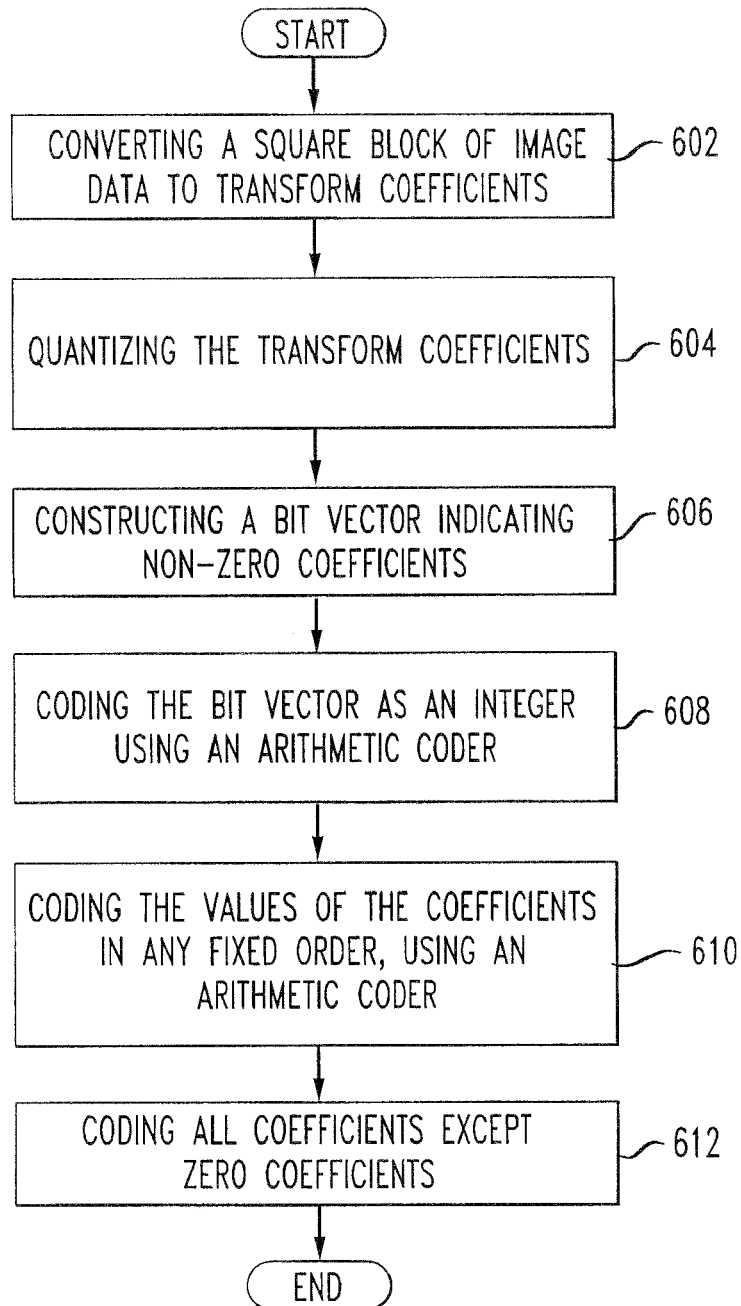 START
CONVERTING A SQUARE BLOCK OF IMAGE
DATA TO TRANSFORM COEFFICIENTS
602
QUANTIZING THE TRANSFORM COEFFICIENTS
604
CONSTRUCTING A BIT VECTOR INDICATING
NON-ZERO COEFFICIENTS
606
CODING THE BIT VECTOR AS AN INTEGER
USING AN ARITHMETIC CODER
608
CODING THE VALUES OF THE COEFFICIENTS
IN ANY FIXED ORDER, USING AN
ARITHMETIC CODER
610
CODING ALL COEFFICIENTS EXCEPT
ZERO COEFFICIENTS
612
END